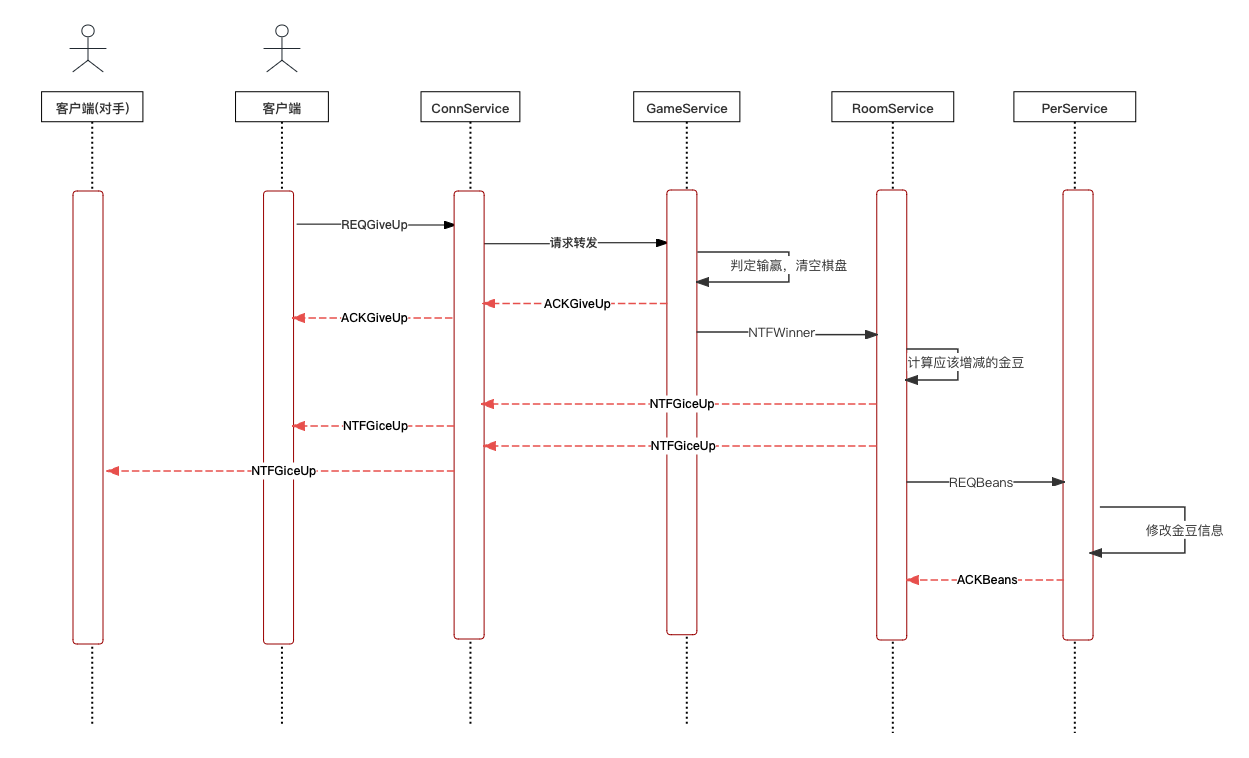 客户端(对手)
客户端
ConnService
GameService
RoomService
PerService
REQGiveUp
请求转发
判定输赢，清空棋盘
ACKGiveUp
ACKGiveUp
NTFWinner
计算应该增减的金豆
NTFGiceUp
NTFGiceUp
NTFGiceUp
NTFGiceUp
REQBeans
修改金豆信息
ACKBeans